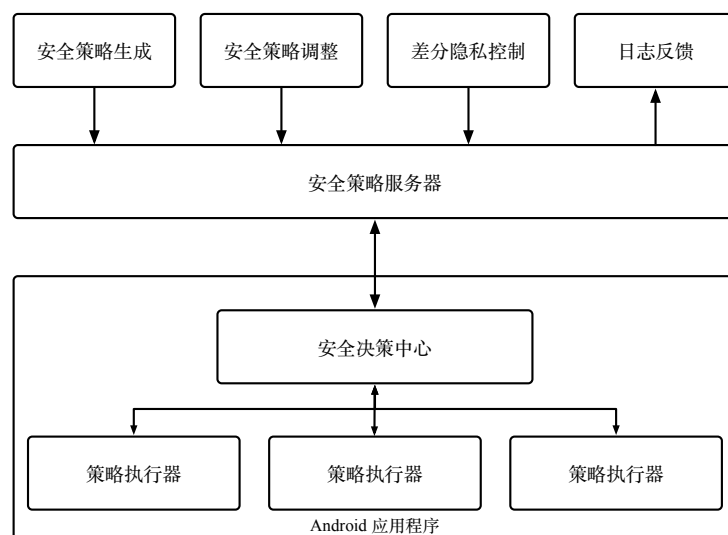 安全策略生成
安全策略调整
差分隐私控制
日志反馈
安全策略服务器
安全决策中心
策略执行器
策略执行器
策略执行器
Android 应用程序